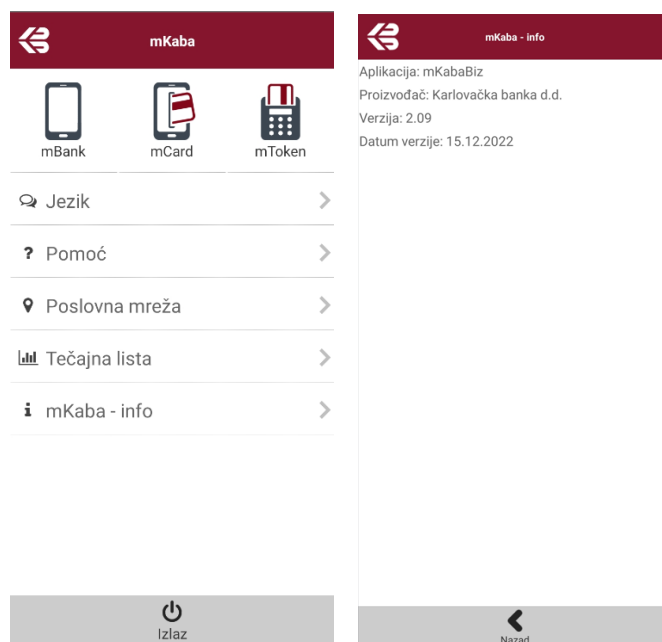 mKaba
mBank
mCard
mToken
Jezik
Pomoć
Poslovna mreža
Tečajna lista
mKaba - info
Izlaz
mKaba - info
Aplikacija: mKabaBiz
Proizvođač: Karlovačka banka d.d.
Verzija: 2.09
Datum verzije: 15.12.2022
Nazad